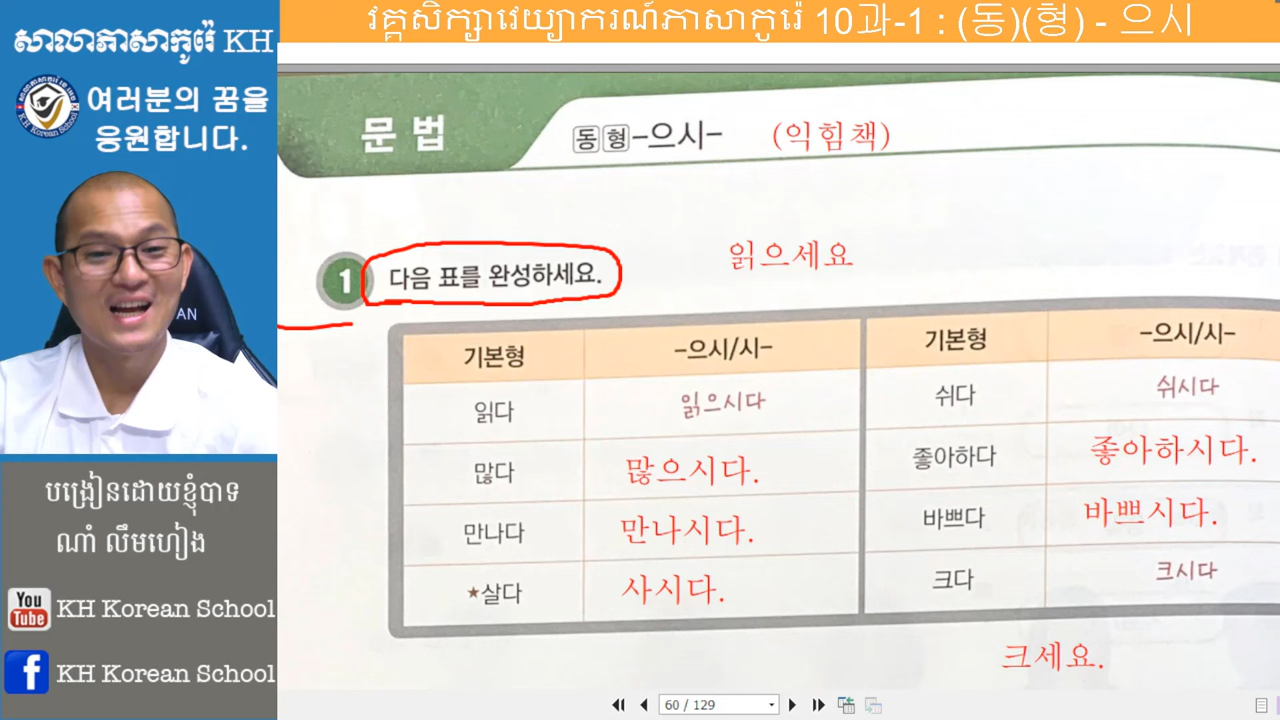 វគ្គសិក្សាវេយ្យាករណ៍ភាសាកូរ៉េ 10과-1 : (동)(형) - 으시
សាលាភាសាកូរ៉េ KH
여러분의 꿈을
응원합니다.
문법
동 형 -으시- (익힘책)
읽으세요
1 다음 표를 완성하세요.
기본형 -으시/시- 기본형 -으시/시-
읽다 읽으시다 쉬다 쉬시다
많다 많으시다. 좋아하다 좋아하시다.
만나다 만나시다. 바쁘다 바쁘시다.
★살다 사시다. 크다 크시다
크세요.
បង្រៀនដោយខ្ញុំបាទ
ណាំ លឹមហៀង
You Tube KH Korean School
f KH Korean School
60 / 129